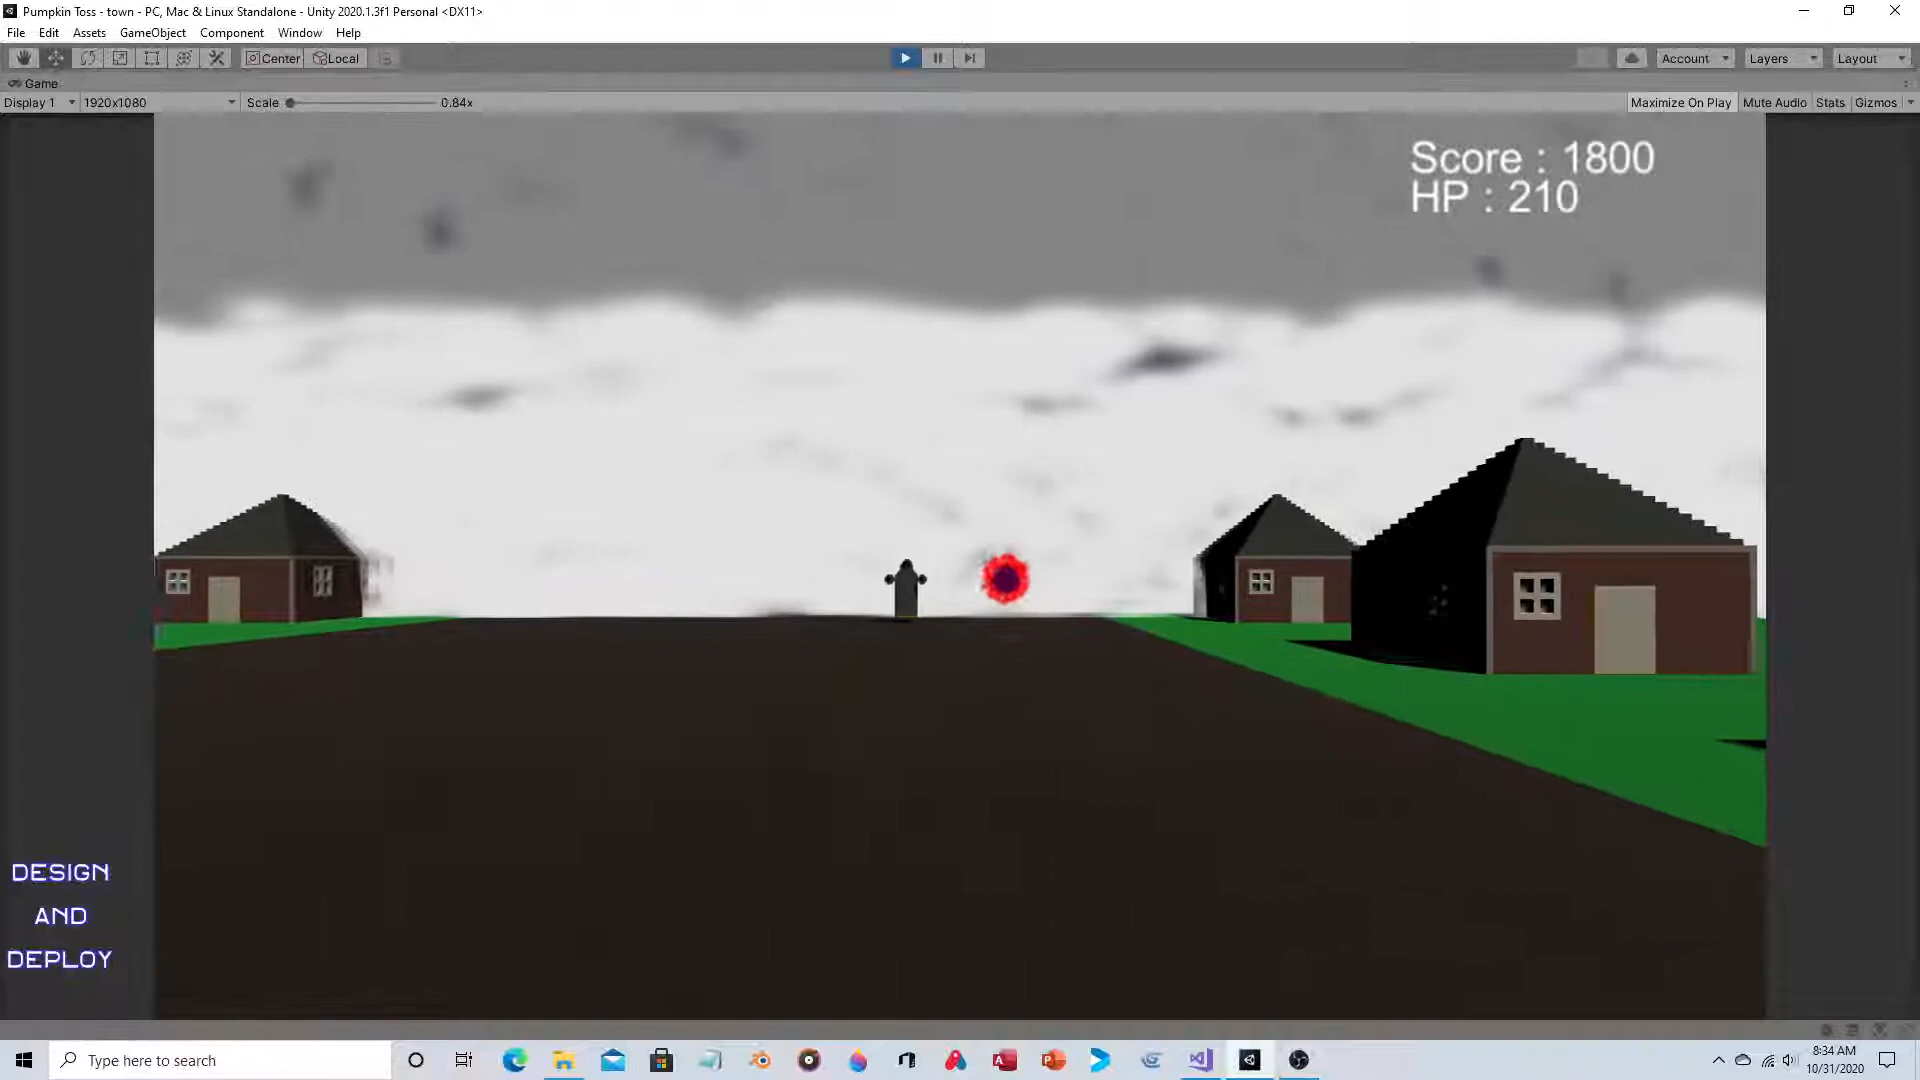 Pumpkin Toss - town - PC, Mac & Linux Standalone - Unity 2020.1.3f1 Personal <DX11>
File Edit Assets GameObject Component Window Help
Center Local Account Layers Layout
Game
Display 1 1920x1080 Scale 0.84x Maximize On Play Mute Audio Stats Gizmos
Score : 1800
HP : 210
DESIGN
AND
DEPLOY
Type here to search
8:34 AM
10/31/2020